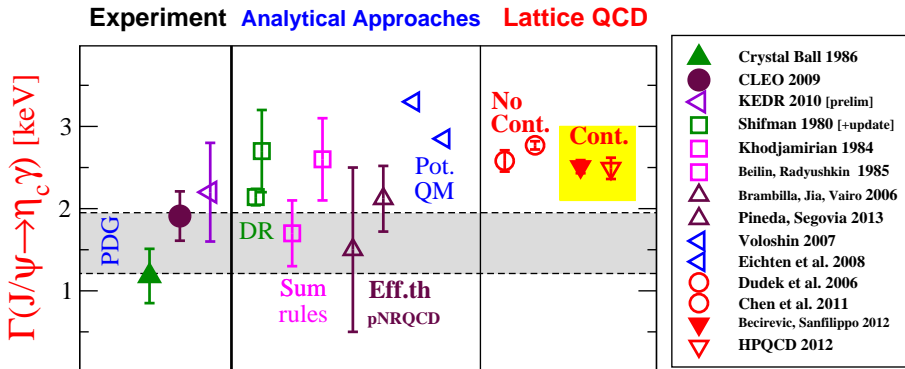 Experiment
Analytical Approaches
Lattice QCD
Γ(J/ψ→η_cγ) [keV]
3
2
1
PDG
DR
Sum
rules
Eff.th
pNRQCD
Pot.
QM
No
Cont.
Cont.
Crystal Ball 1986
CLEO 2009
KEDR 2010 [prelim]
Shifman 1980 [+update]
Khodjamirian 1984
Beilin, Radyushkin 1985
Brambilla, Jia, Vairo 2006
Pineda, Segovia 2013
Voloshin 2007
Eichten et al. 2008
Dudek et al. 2006
Chen et al. 2011
Becirevic, Sanfilippo 2012
HPQCD 2012